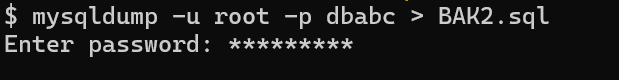 $ mysqldump -u root -p dbabc > BAK2.sql
Enter password: *********